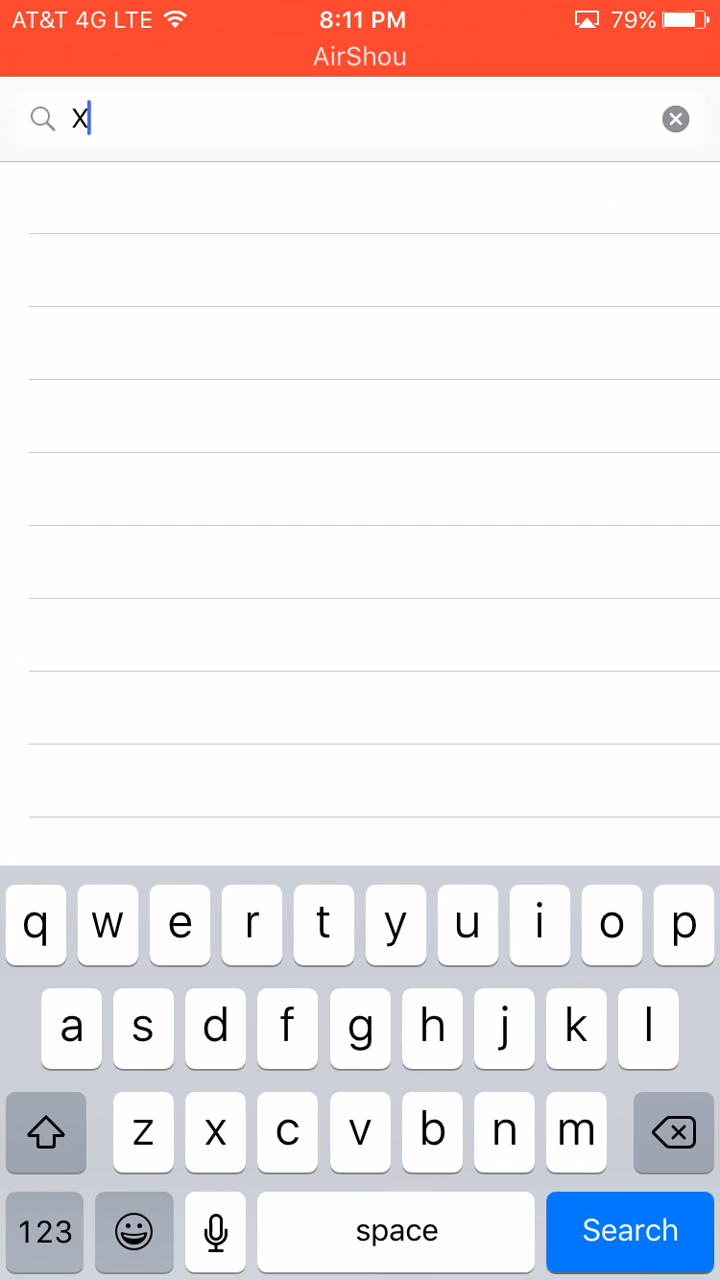 AT&T 4G LTE 8:11 PM 79%
AirShou
X
q w e r t y u i o p
a s d f g h j k l
z x c v b n m
123 space Search